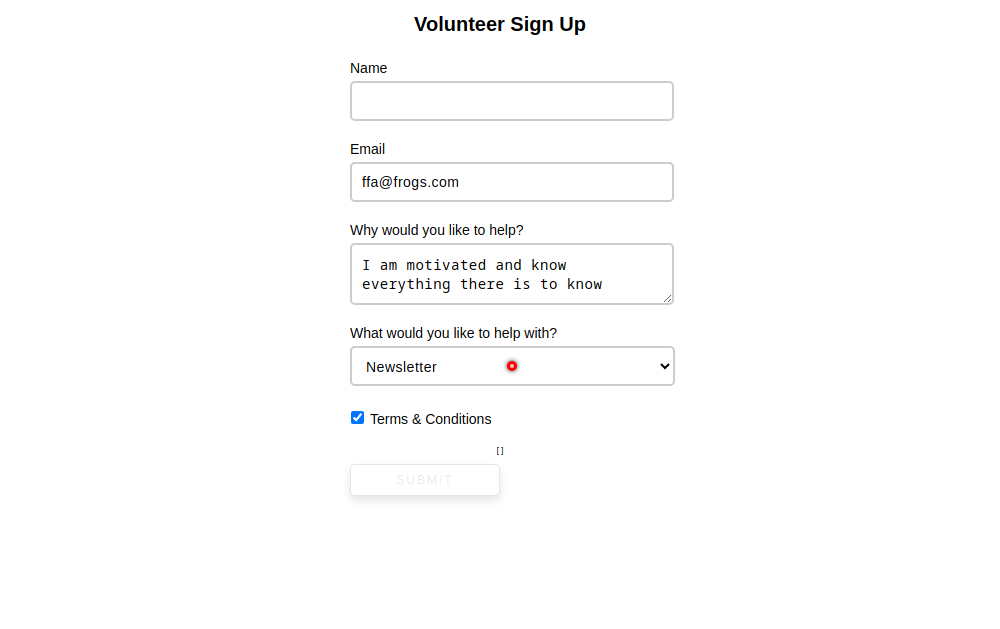 Volunteer Sign Up
Name
Email
ffa@frogs.com
Why would you like to help?
I am motivated and know
everything there is to know
What would you like to help with?
Newsletter
Terms & Conditions
[]
SUBMIT